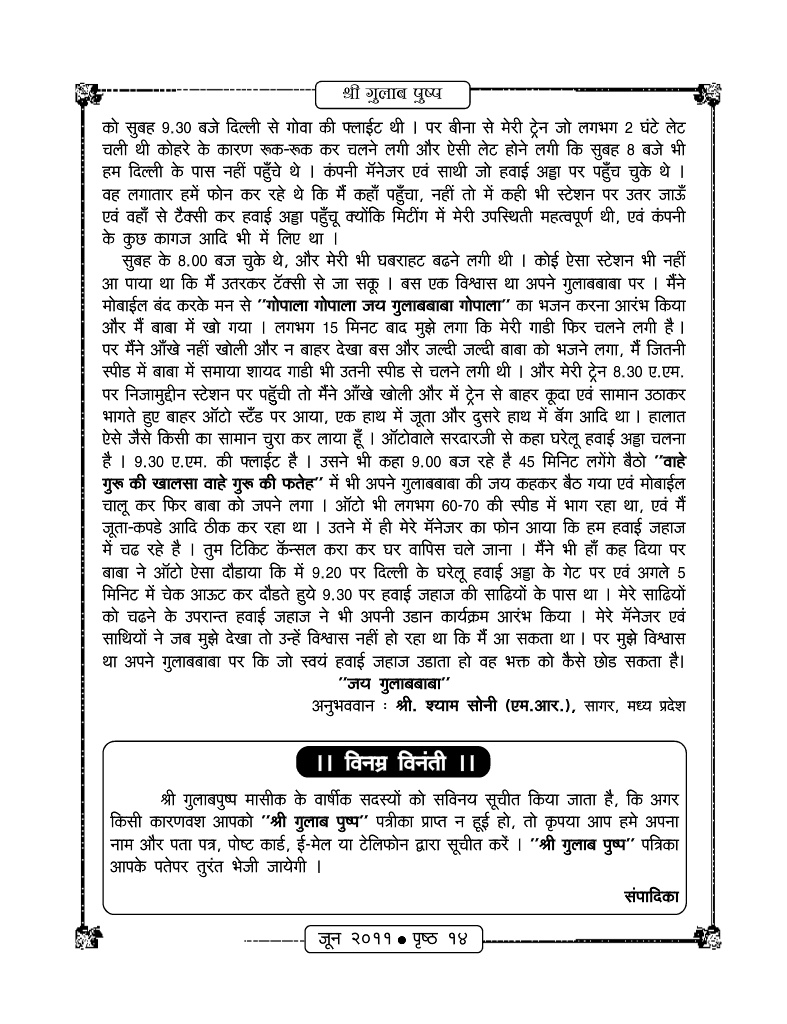 श्री गुलाब पुष्प
को सुबह 9.30 बजे दिल्ली से गोवा की फ्लाईट थी । पर बीना से मेरी ट्रेन जो लगभग 2 घंटे लेट
चली थी कोहरे के कारण रूक-रूक कर चलने लगी और ऐसी लेट होने लगी कि सुबह 8 बजे भी
हम दिल्ली के पास नहीं पहुँचे थे । कंपनी मॅनेजर एवं साथी जो हवाई अड्डा पर पहुँच चुके थे ।
वह लगातार हमें फोन कर रहे थे कि मैं कहाँ पहुँचा, नहीं तो में कही भी स्टेशन पर उतर जाऊँ
एवं वहाँ से टैक्सी कर हवाई अड्डा पहुँचू क्योंकि मिटींग में मेरी उपस्थिती महत्वपूर्ण थी, एवं कंपनी
के कुछ कागज आदि भी में लिए था ।
सुबह के 8.00 बज चुके थे, और मेरी भी घबराहट बढने लगी थी । कोई ऐसा स्टेशन भी नहीं
आ पाया था कि मैं उतरकर टॅक्सी से जा सकू । बस एक विश्वास था अपने गुलाबबाबा पर । मैंने
मोबाईल बंद करके मन से ''गोपाला गोपाला जय गुलाबबाबा गोपाला'' का भजन करना आरंभ किया
और मैं बाबा में खो गया । लगभग 15 मिनट बाद मुझे लगा कि मेरी गाडी फिर चलने लगी है ।
पर मैंने आँखे नहीं खोली और न बाहर देखा बस और जल्दी जल्दी बाबा को भजने लगा, मैं जितनी
स्पीड में बाबा में समाया शायद गाडी भी उतनी स्पीड से चलने लगी थी । और मेरी ट्रेन 8.30 ए.एम.
पर निजामुद्दीन स्टेशन पर पहुँची तो मैंने आँखे खोली और में ट्रेन से बाहर कूदा एवं सामान उठाकर
भागते हुए बाहर ऑटो स्टँड पर आया, एक हाथ में जूता और दुसरे हाथ में बॅग आदि था । हालात
ऐसे जैसे किसी का सामान चुरा कर लाया हूँ । ऑटोवाले सरदारजी से कहा घरेलू हवाई अड्डा चलना
है । 9.30 ए.एम. की फ्लाईट है । उसने भी कहा 9.00 बज रहे है 45 मिनिट लगेंगे बैठो ''वाहे
गुरू की खालसा वाहे गुरू की फतेह'' में भी अपने गुलाबबाबा की जय कहकर बैठ गया एवं मोबाईल
चालू कर फिर बाबा को जपने लगा । ऑटो भी लगभग 60-70 की स्पीड में भाग रहा था, एवं मैं
जूता-कपडे आदि ठीक कर रहा था । उतने में ही मेरे मॅनेजर का फोन आया कि हम हवाई जहाज
में चढ रहे है । तुम टिकिट कॅन्सल करा कर घर वापिस चले जाना । मैंने भी हाँ कह दिया पर
बाबा ने ऑटो ऐसा दौडाया कि में 9.20 पर दिल्ली के घरेलू हवाई अड्डा के गेट पर एवं अगले 5
मिनिट में चेक आऊट कर दौडते हुये 9.30 पर हवाई जहाज की साढियों के पास था । मेरे साढियों
को चढने के उपरान्त हवाई जहाज ने भी अपनी उडान कार्यक्रम आरंभ किया । मेरे मॅनेजर एवं
साथियों ने जब मुझे देखा तो उन्हें विश्वास नहीं हो रहा था कि मैं आ सकता था । पर मुझे विश्वास
था अपने गुलाबबाबा पर कि जो स्वयं हवाई जहाज उडाता हो वह भक्त को कैसे छोड सकता है।
''जय गुलाबबाबा''
अनुभववान : श्री. श्याम सोनी (एम.आर.), सागर, मध्य प्रदेश
।। विनम्र विनंती ।।
श्री गुलाबपुष्प मासीक के वार्षीक सदस्यों को सविनय सूचीत किया जाता है, कि अगर
किसी कारणवश आपको ''श्री गुलाब पुष्प'' पत्रीका प्राप्त न हूई हो, तो कृपया आप हमे अपना
नाम और पता पत्र, पोष्ट कार्ड, ई-मेल या टेलिफोन द्वारा सूचीत करें । ''श्री गुलाब पुष्प'' पत्रिका
आपके पतेपर तुरंत भेजी जायेगी ।
संपादिका
जून २०११ ● पृष्ठ १४